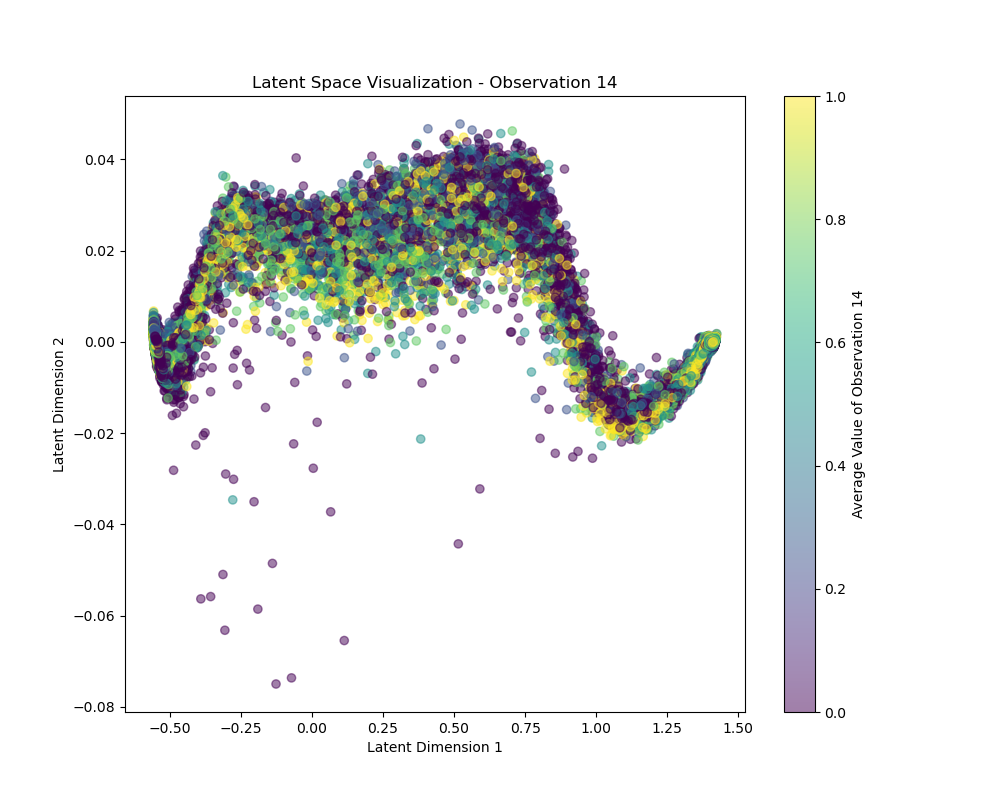 Latent Space Visualization - Observation 14
0.04
0.02
0.00
−0.02
−0.04
−0.06
−0.08
Latent Dimension 2
−0.50 −0.25 0.00 0.25 0.50 0.75 1.00 1.25 1.50
Latent Dimension 1
1.0
0.8
0.6
0.4
0.2
0.0
Average Value of Observation 14